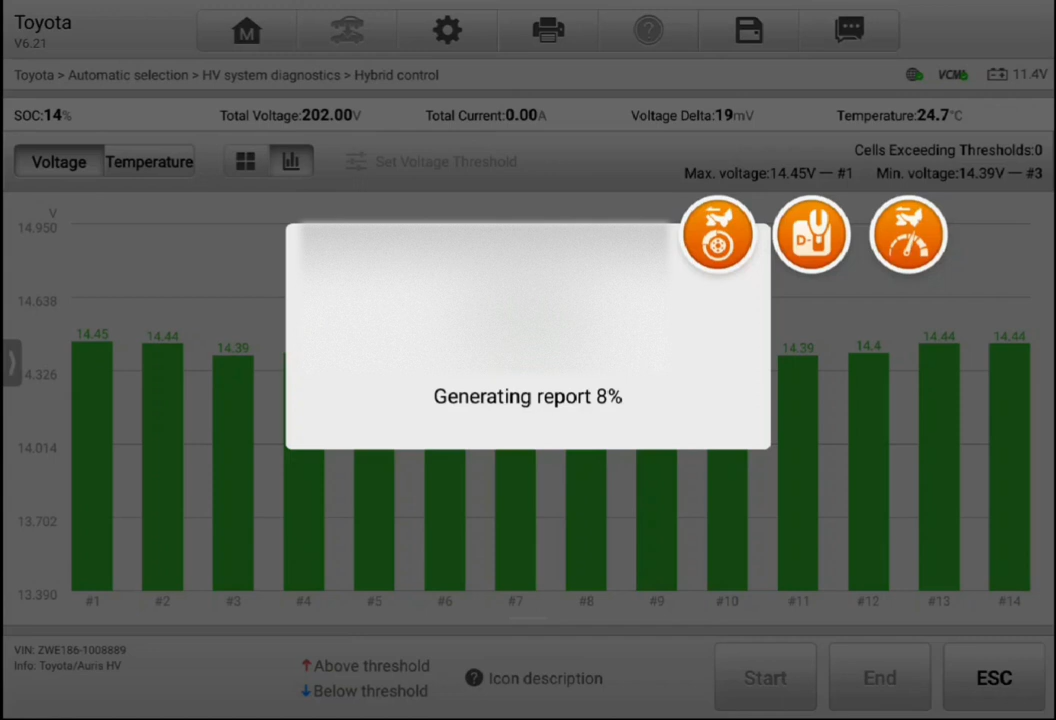 Toyota
V6.21
M
?
Toyota > Automatic selection > HV system diagnostics > Hybrid control
VCMI
11.4V
SOC:14% Total Voltage:202.00V Total Current:0.00A Voltage Delta:19mV Temperature:24.7°C
Voltage Temperature
Set Voltage Threshold
Cells Exceeding Thresholds:0
Max. voltage:14.45V — #1 Min. voltage:14.39V — #3
V
14.950
14.638
14.326
14.014
13.702
13.390
14.45 14.44 14.39 14.39 14.4 14.44 14.44
D-
Generating report 8%
#1 #2 #3 #4 #5 #6 #7 #8 #9 #10 #11 #12 #13 #14
VIN: ZWE186-1008889
Info: Toyota/Auris HV
↑Above threshold
↓Below threshold
? Icon description
Start End ESC